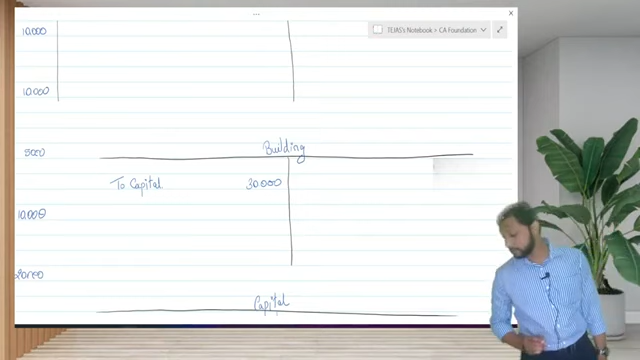 ...
TEJAS's Notebook > CA Foundation
10.000
10.000
5000
Building
To Capital 30.000
10.000
20.000
Capital